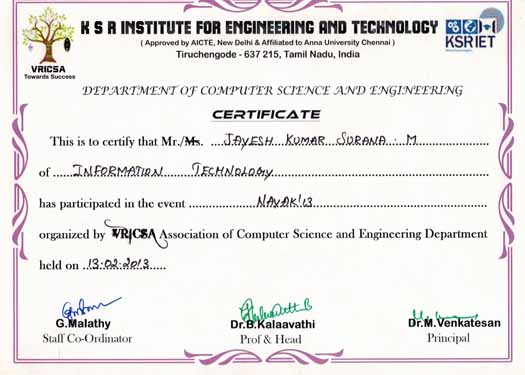 K S R INSTITUTE FOR ENGINEERING AND TECHNOLOGY
( Approved by AICTE, New Delhi & Affiliated to Anna University Chennai )
Tiruchengode - 637 215, Tamil Nadu, India
VRICSA
Towards Success
KSRIET
DEPARTMENT OF COMPUTER SCIENCE AND ENGINEERING
CERTIFICATE
This is to certify that Mr./Ms. JAYESH KUMAR SURANA . M
of INFORMATION TECHNOLOGY
has participated in the event NAVAK'13
organized by VRICSA Association of Computer Science and Engineering Department
held on 13.02.2013
G.Malathy
Staff Co-Ordinator
Dr.B.Kalaavathi
Prof & Head
Dr.M.Venkatesan
Principal